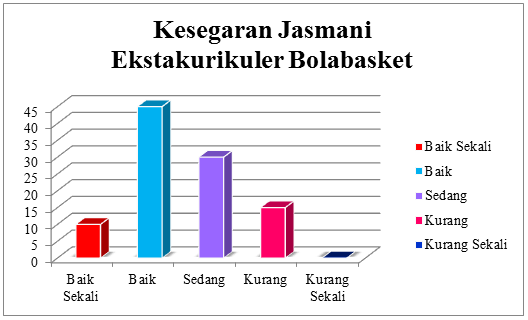 Kesegaran Jasmani
Ekstakurikuler Bolabasket
45
40
35
30
25
20
15
10
5
0
Baik
Sekali
Baik
Sedang
Kurang
Kurang
Sekali
Baik Sekali
Baik
Sedang
Kurang
Kurang Sekali